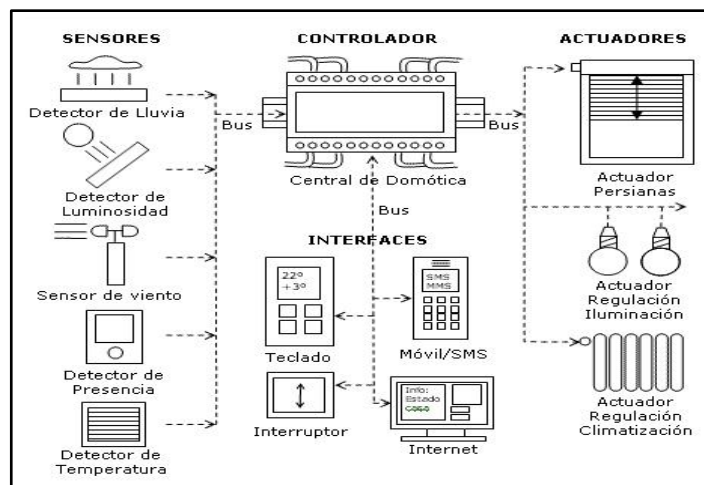 SENSORES
Detector de Lluvia
Detector de
Luminosidad
Sensor de viento
Detector de
Presencia
Detector de
Temperatura
Bus
CONTROLADOR
Central de Domótica
Bus
Bus
INTERFACES
22º
+3º
Teclado
SMS
MMS
Móvil/SMS
Interruptor
Info:
Estado
Internet
ACTUADORES
Actuador
Persianas
Actuador
Regulación
Iluminación
Actuador
Regulación
Climatización